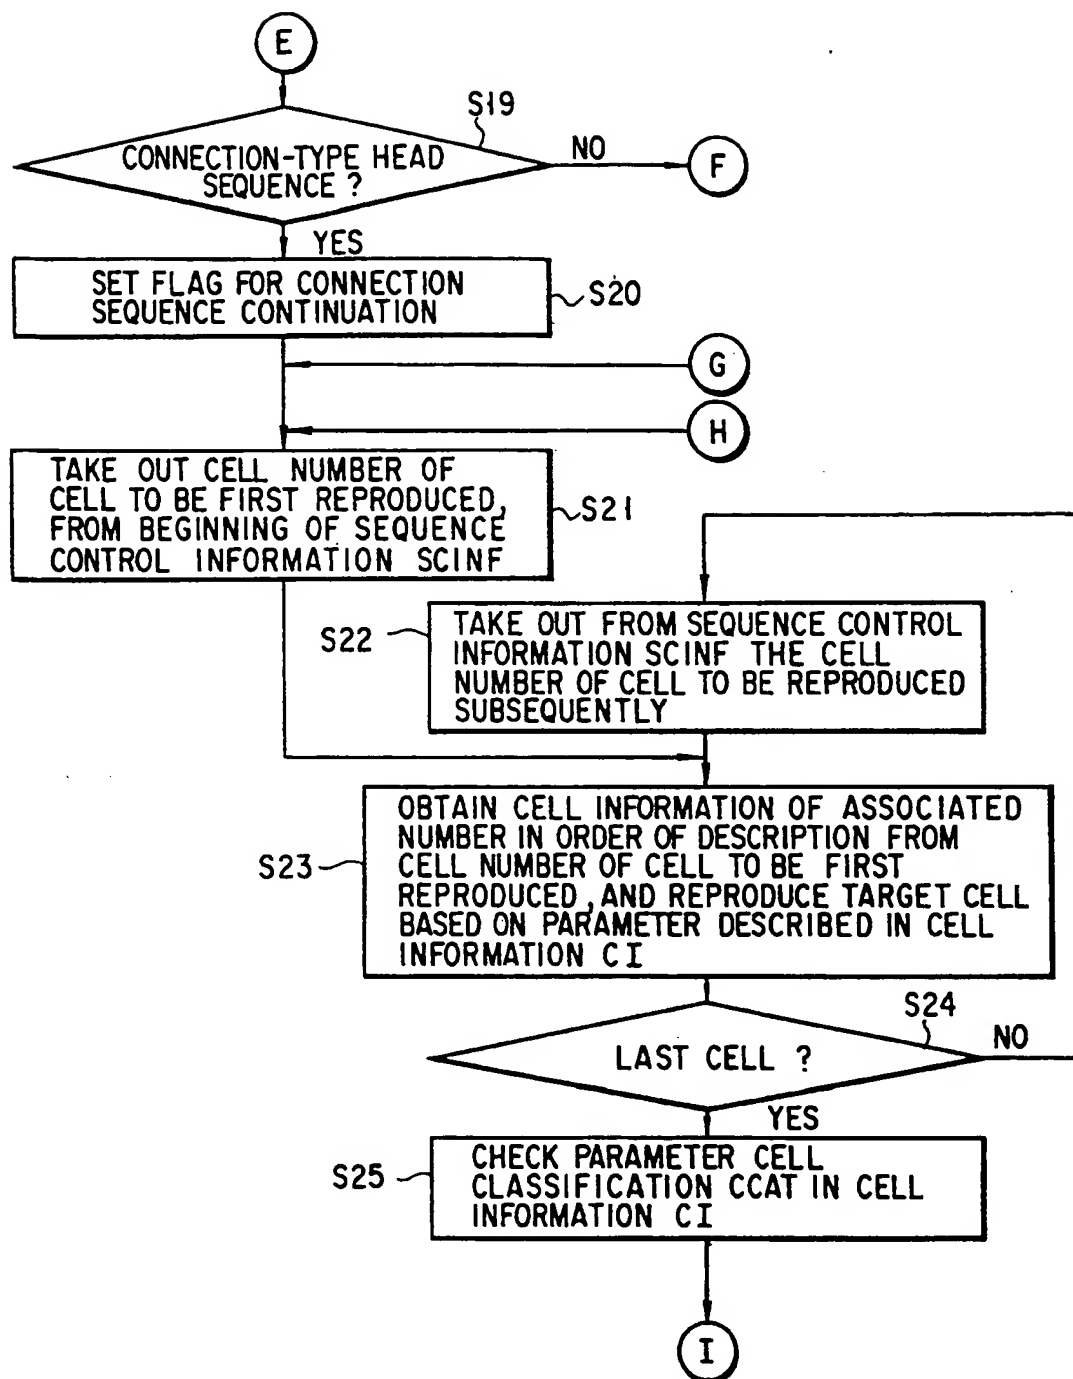 E
S19
CONNECTION-TYPE HEAD
SEQUENCE ?
NO
F
YES
SET FLAG FOR CONNECTION
SEQUENCE CONTINUATION
S20
G
H
TAKE OUT CELL NUMBER OF
CELL TO BE FIRST REPRODUCED,
FROM BEGINNING OF SEQUENCE
CONTROL INFORMATION SCINF
S21
S22
TAKE OUT FROM SEQUENCE CONTROL
INFORMATION SCINF THE CELL
NUMBER OF CELL TO BE REPRODUCED
SUBSEQUENTLY
S23
OBTAIN CELL INFORMATION OF ASSOCIATED
NUMBER IN ORDER OF DESCRIPTION FROM
CELL NUMBER OF CELL TO BE FIRST
REPRODUCED, AND REPRODUCE TARGET CELL
BASED ON PARAMETER DESCRIBED IN CELL
INFORMATION CI
S24
LAST CELL ?
NO
YES
S25
CHECK PARAMETER CELL
CLASSIFICATION CCAT IN CELL
INFORMATION CI
I